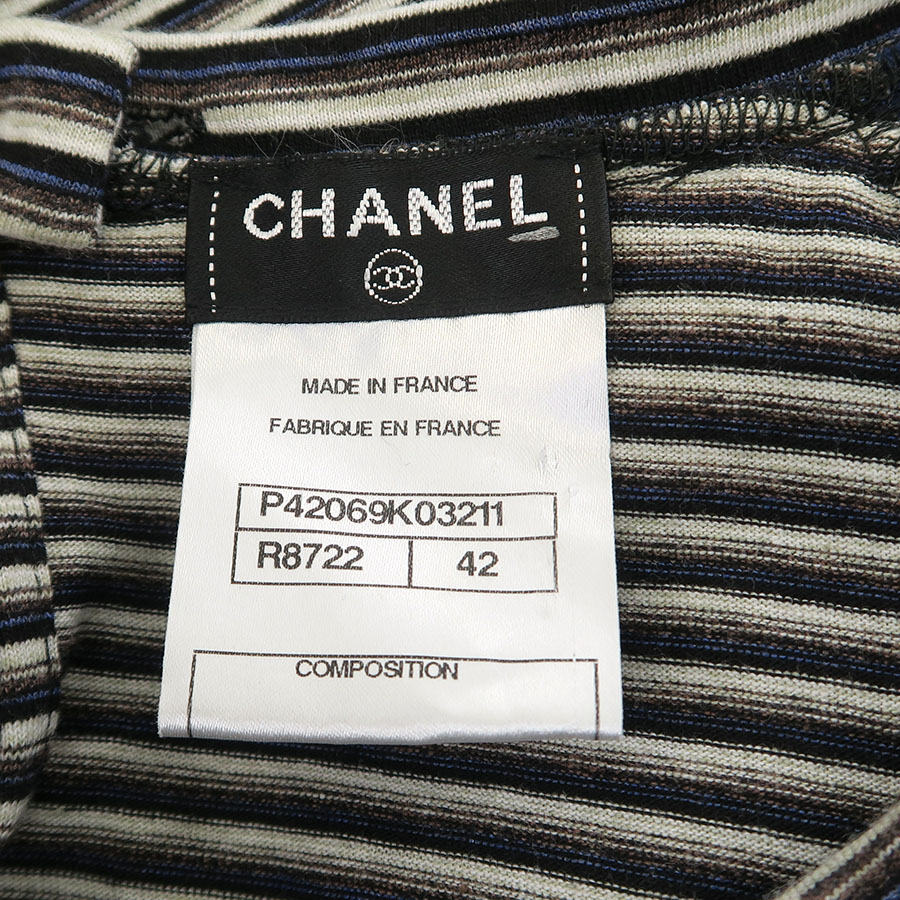 CHANEL
MADE IN FRANCE
FABRIQUE EN FRANCE
P42069K03211
R8722 42
COMPOSITION